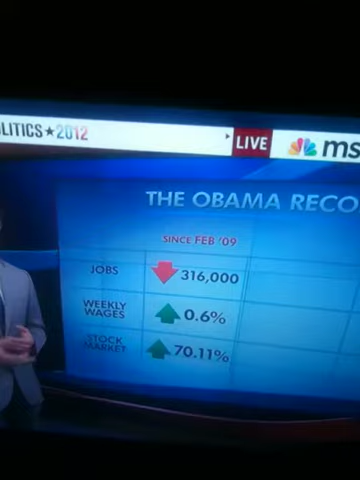 LITICS★2012
LIVE
ms
THE OBAMA RECO
SINCE FEB '09
JOBS 316,000
WEEKLY WAGES 0.6%
STOCK MARKET 70.11%